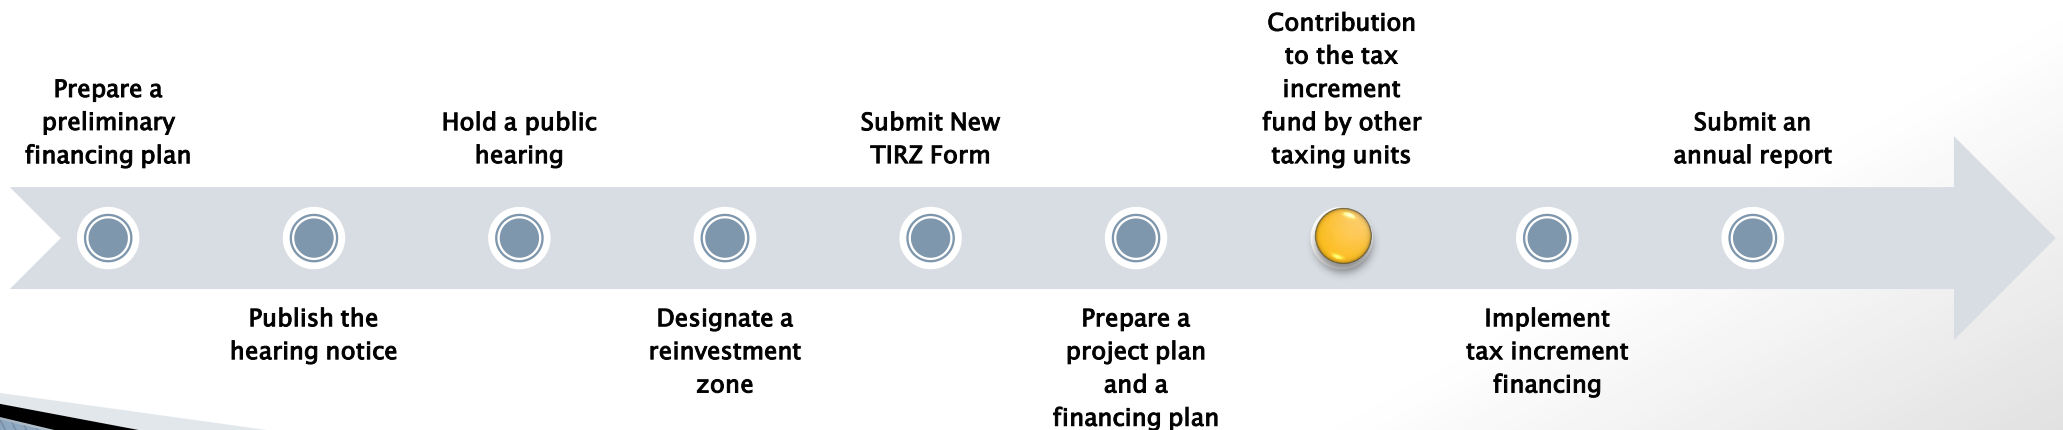 Prepare a
preliminary
financing plan
Publish the
hearing notice
Hold a public
hearing
Designate a
reinvestment
zone
Submit New
TIRZ Form
Prepare a
project plan
and a
financing plan
Contribution
to the tax
increment
fund by other
taxing units
Implement
tax increment
financing
Submit an
annual report